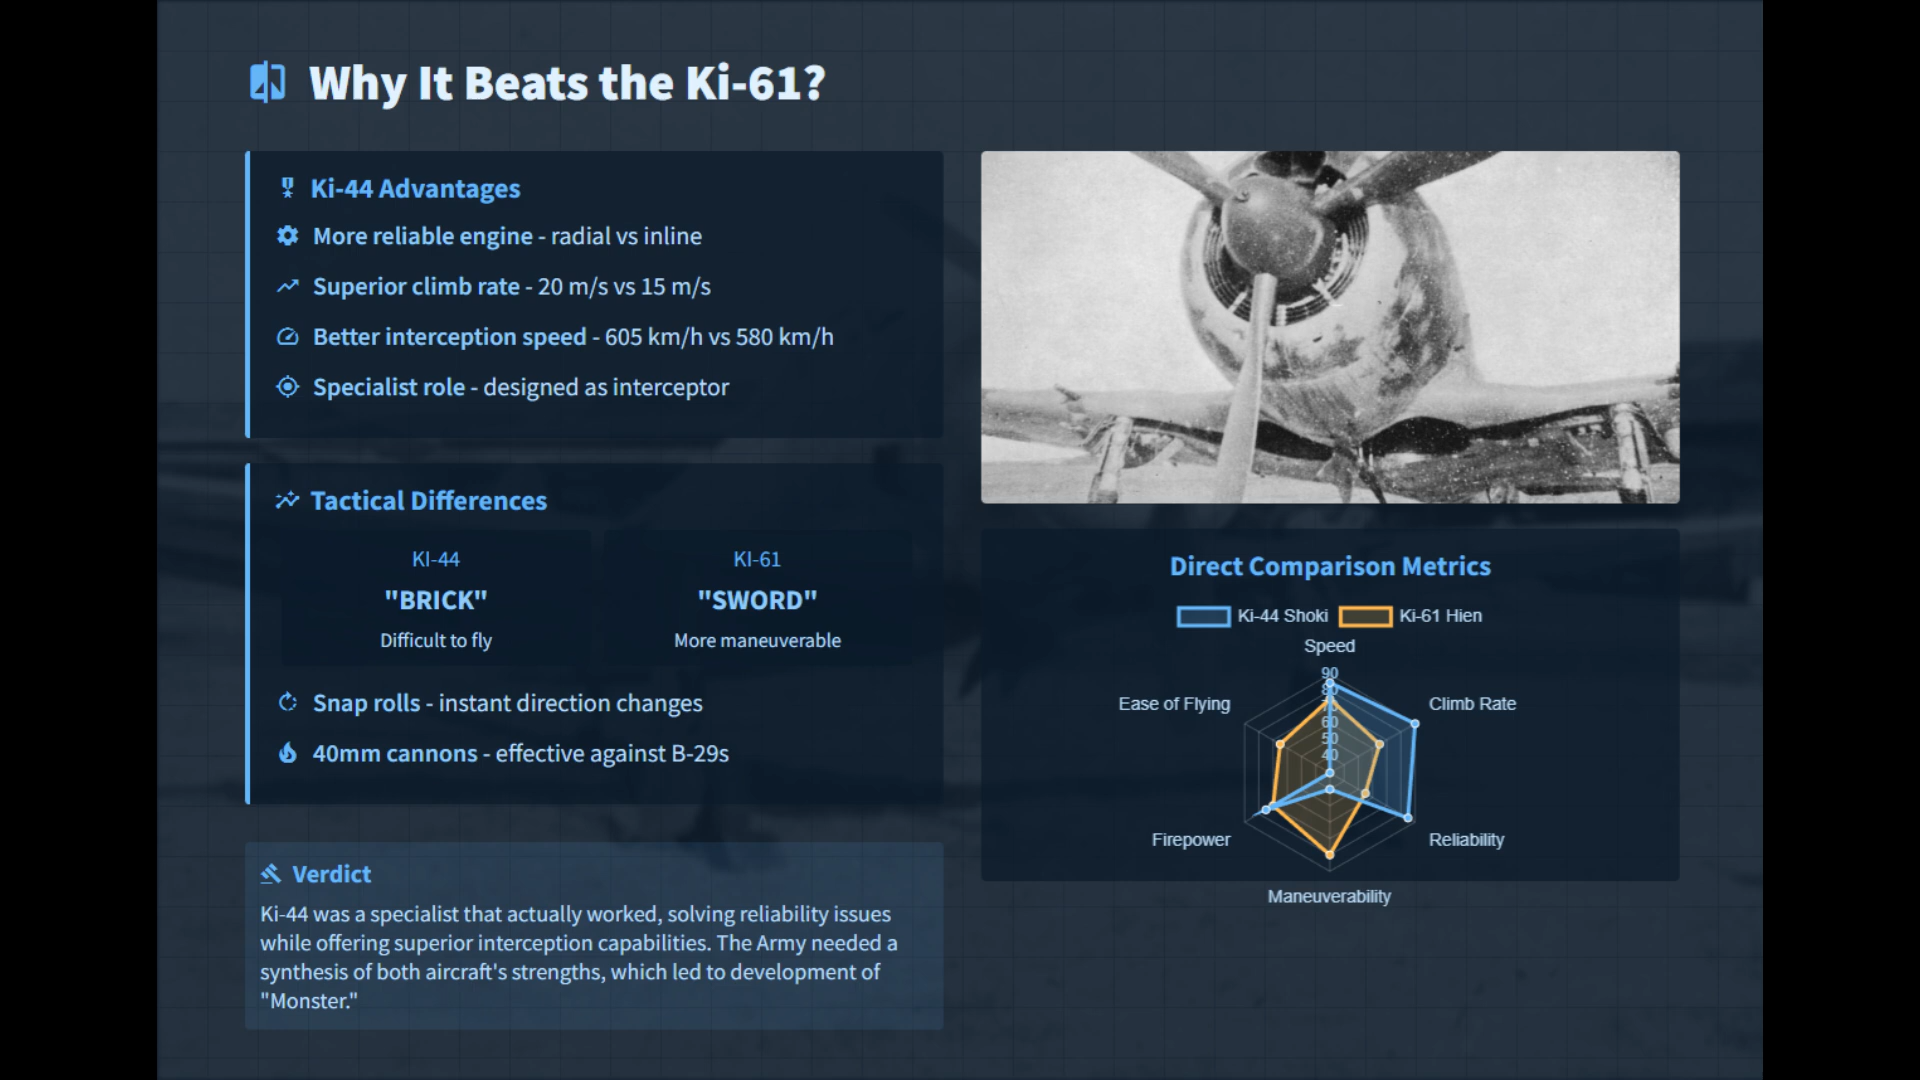 Why It Beats the Ki-61?
Ki-44 Advantages
More reliable engine - radial vs inline
Superior climb rate - 20 m/s vs 15 m/s
Better interception speed - 605 km/h vs 580 km/h
Specialist role - designed as interceptor
Tactical Differences
KI-44
"BRICK"
Difficult to fly
KI-61
"SWORD"
More maneuverable
Snap rolls - instant direction changes
40mm cannons - effective against B-29s
Verdict
Ki-44 was a specialist that actually worked, solving reliability issues
while offering superior interception capabilities. The Army needed a
synthesis of both aircraft's strengths, which led to development of
"Monster."
Direct Comparison Metrics
Ki-44 Shoki
Ki-61 Hien
Speed
90
80
70
60
50
40
Ease of Flying
Climb Rate
Firepower
Reliability
Maneuverability